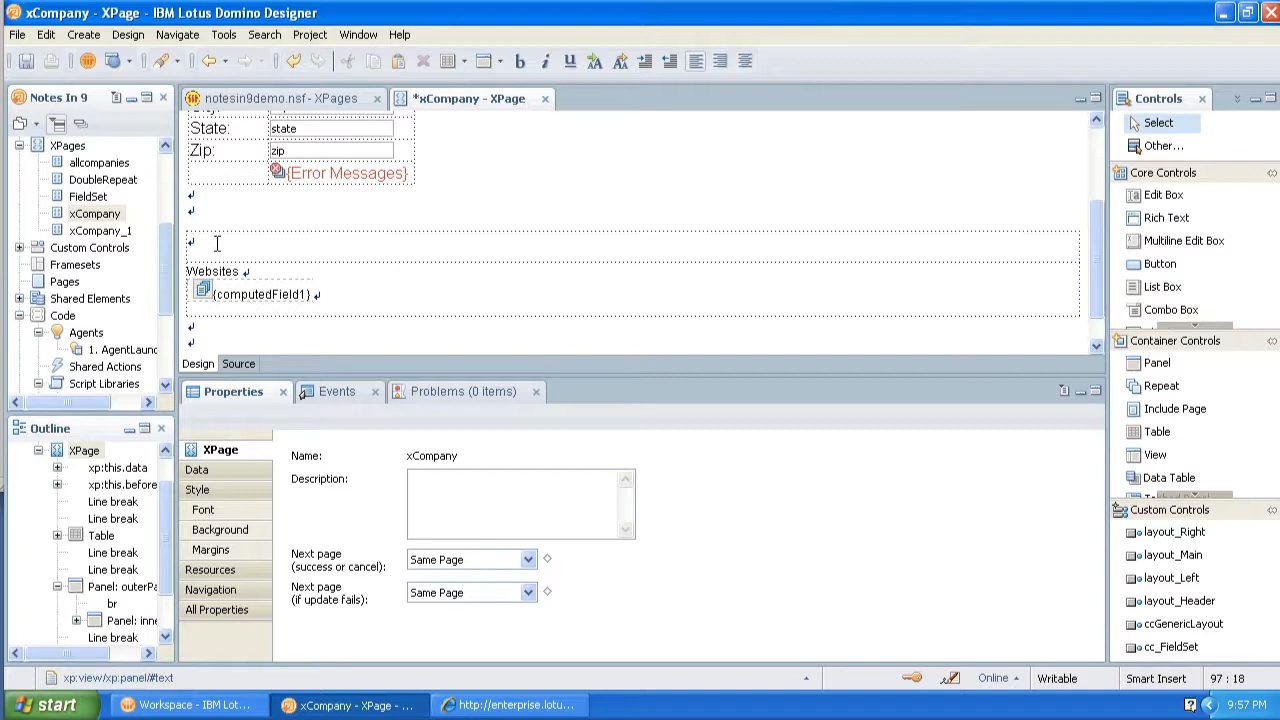 xCompany - XPage - IBM Lotus Domino Designer
File Edit Create Design Navigate Tools Search Project Window Help
b i u
Notes In 9
notesin9demo.nsf - XPages
*xCompany - XPage
Controls
XPages
allcompanies
DoubleRepeat
FieldSet
xCompany
xCompany_1
Custom Controls
Framesets
Pages
Shared Elements
Code
Agents
1. AgentLaunc
Shared Actions
Script Libraries
State: state
Zip: zip
{Error Messages}
Websites
{computedField1}
Design Source
Select
Other...
Core Controls
Edit Box
Rich Text
Multiline Edit Box
Button
List Box
Combo Box
Container Controls
Panel
Repeat
Include Page
Table
View
Data Table
Custom Controls
layout_Right
layout_Main
layout_Left
layout_Header
ccGenericLayout
cc_FieldSet
Outline
XPage
xp:this.data
xp:this.before
Line break
Line break
Table
Line break
Line break
Panel: outerPa
br
Panel: inne
Line break
Properties Events Problems (0 items)
XPage
Data
Style
Font
Background
Margins
Resources
Navigation
All Properties
Name: xCompany
Description:
Next page
(success or cancel): Same Page
Next page
(if update fails): Same Page
xp:view/xp:panel/#text
Online Writable Smart Insert 97 : 18
start Workspace - IBM Lot... xCompany - XPage - ... http://enterprise.lotu... 9:57 PM